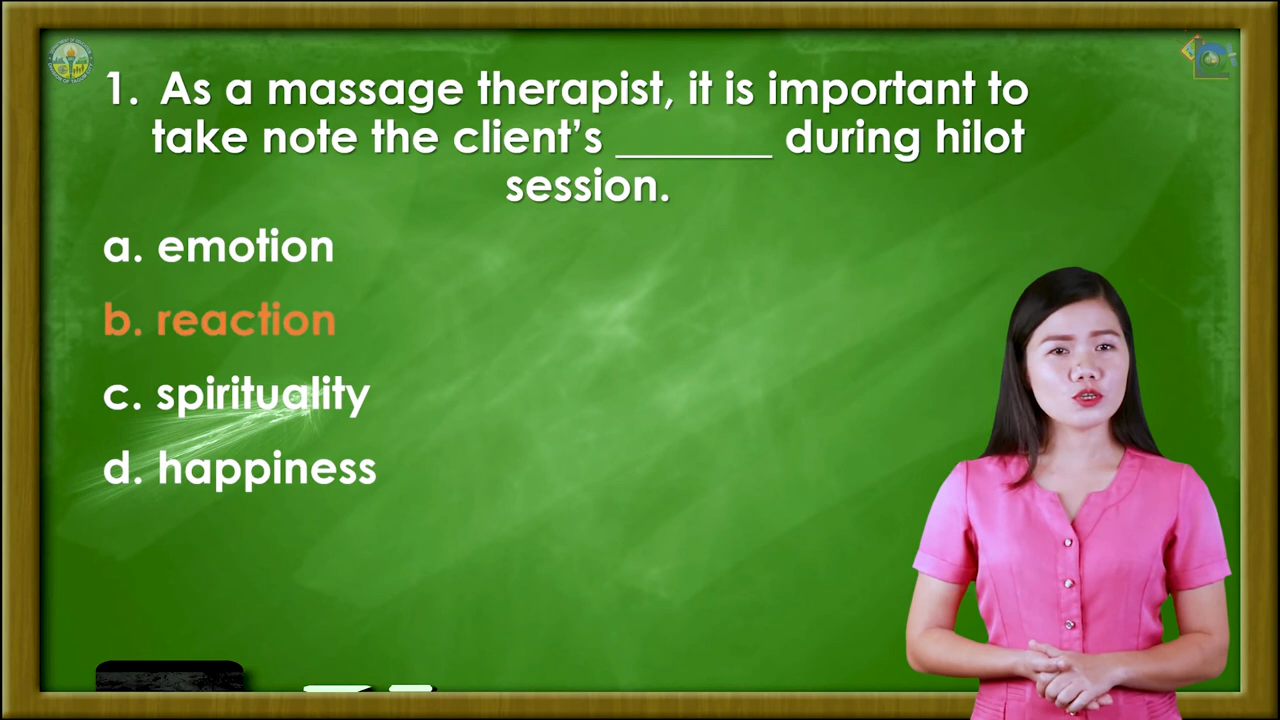 1. As a massage therapist, it is important to
take note the client's _______ during hilot
session.
a. emotion
b. reaction
c. spirituality
d. happiness